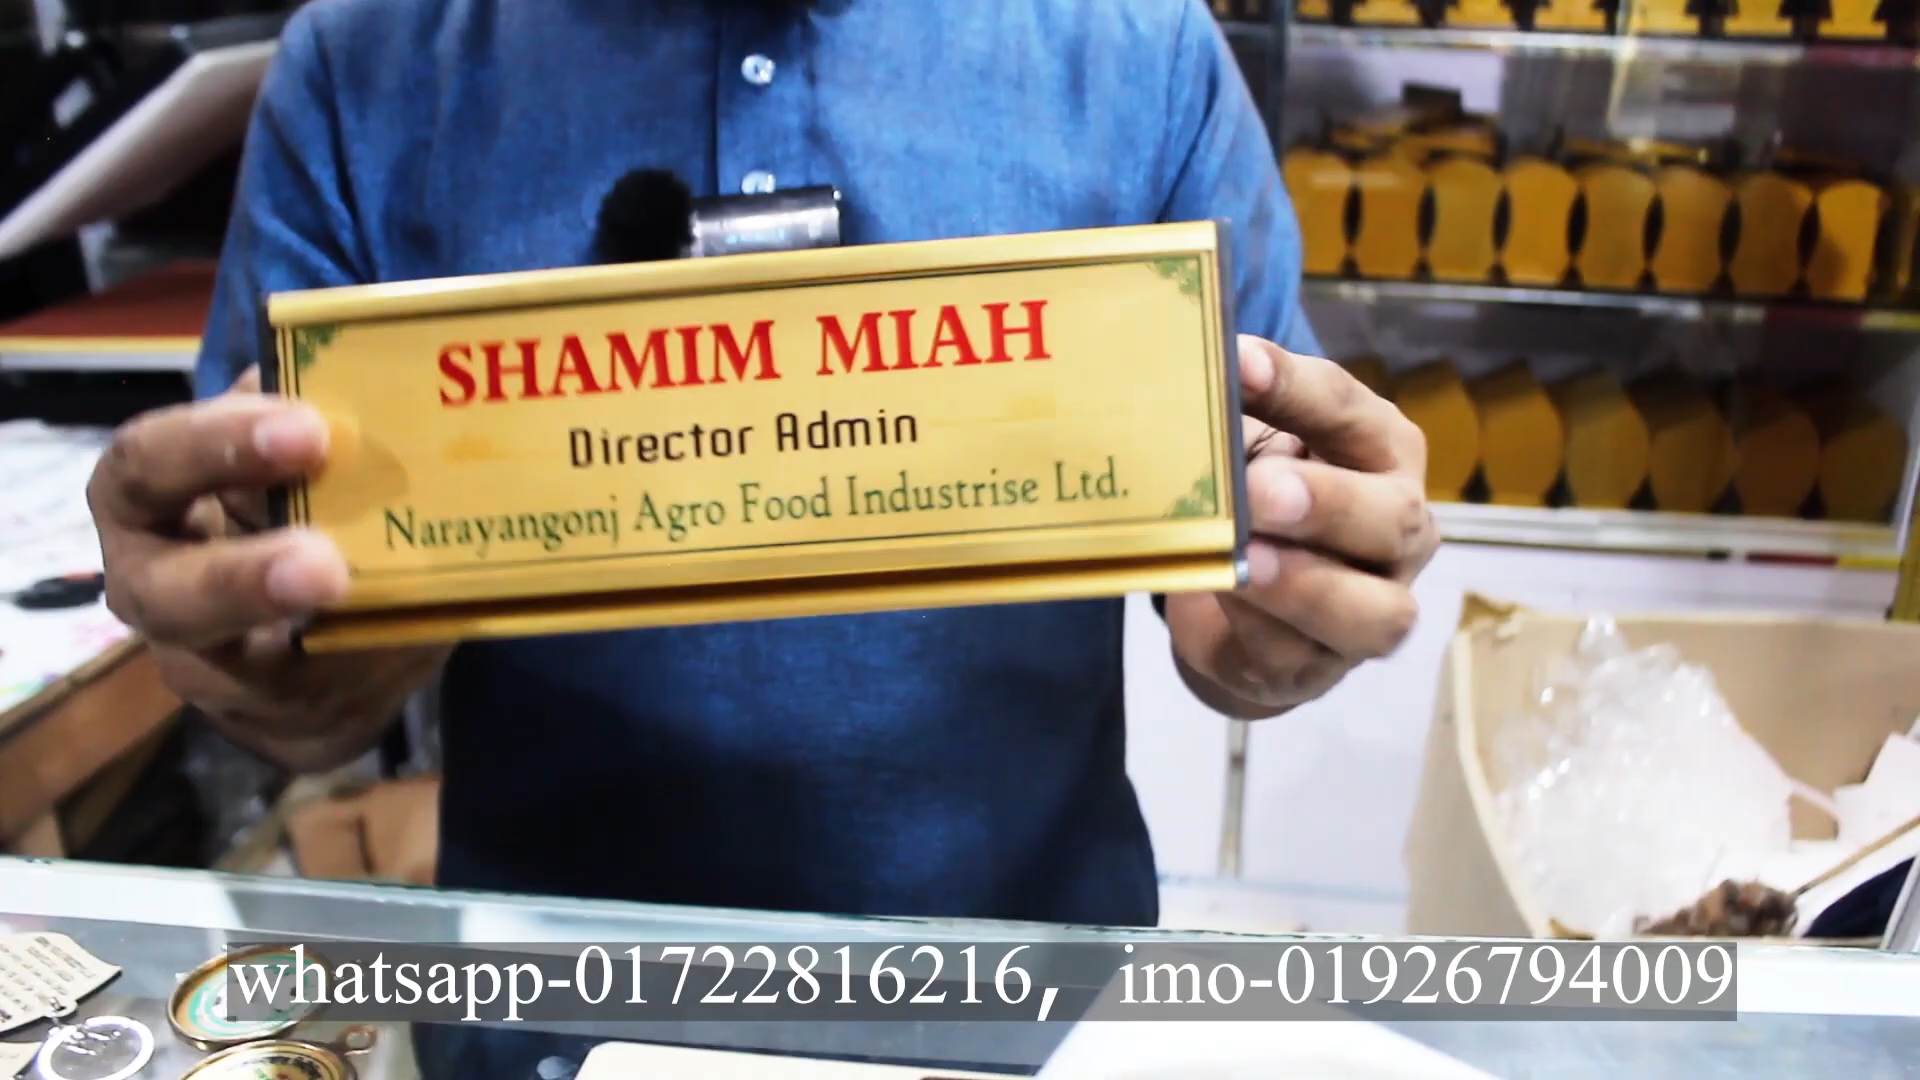 SHAMIM MIAH
Director Admin
Narayangonj Agro Food Industrise Ltd.
whatsapp-01722816216, imo-01926794009